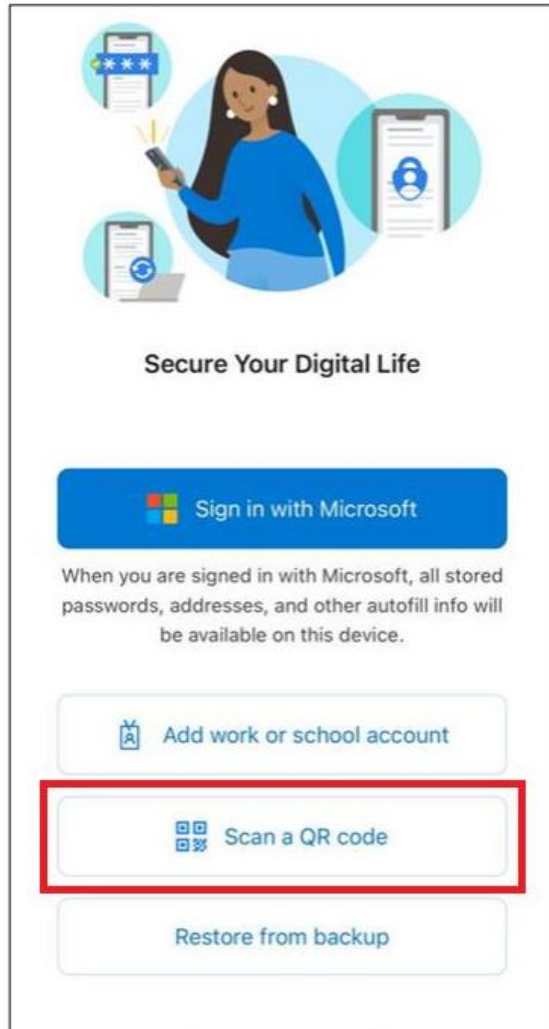 ***
Secure Your Digital Life
Sign in with Microsoft
When you are signed in with Microsoft, all stored
passwords, addresses, and other autofill info will
be available on this device.
Add work or school account
Scan a QR code
Restore from backup